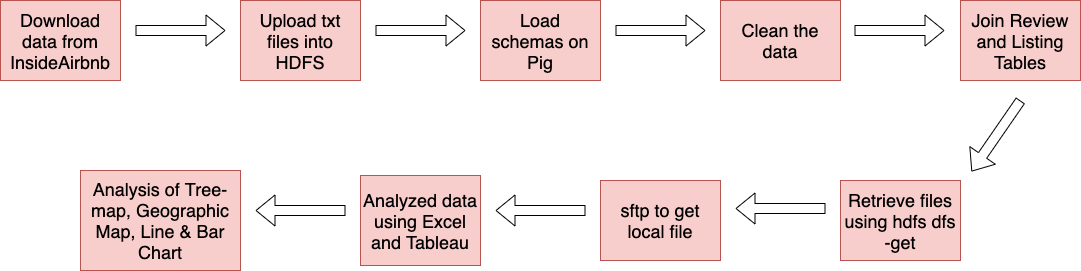 Download
data from
InsideAirbnb
Upload txt
files into
HDFS
Load
schemas on
Pig
Clean the
data
Join Review
and Listing
Tables
Retrieve files
using hdfs dfs
-get
sftp to get
local file
Analyzed data
using Excel
and Tableau
Analysis of Tree-
map, Geographic
Map, Line & Bar
Chart